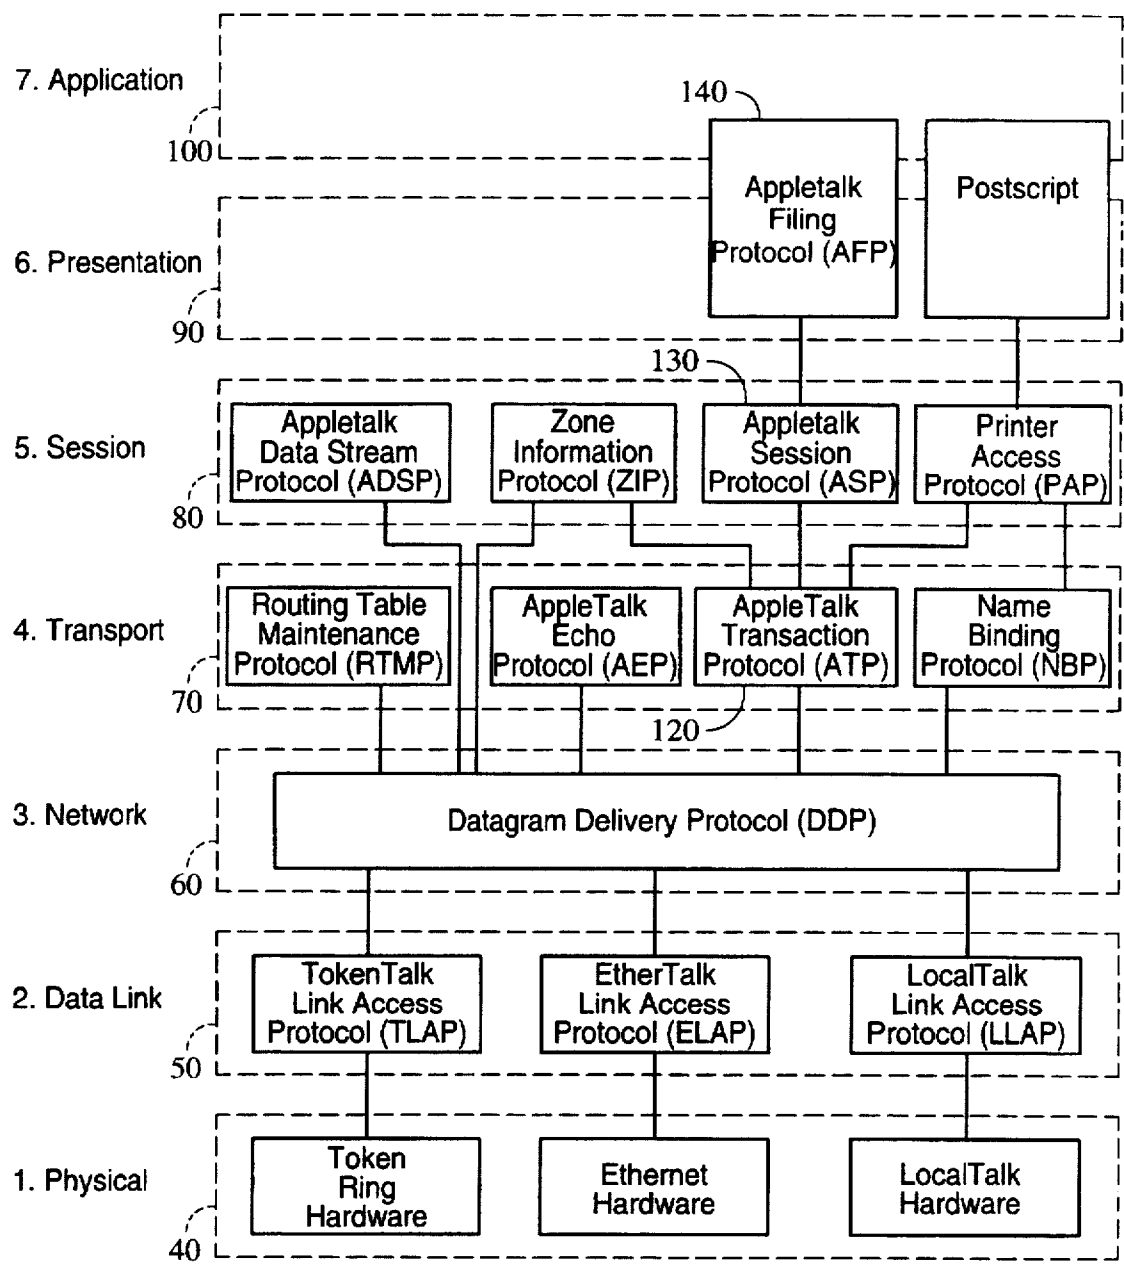 7. Application
100
140
Appletalk
Filing
Protocol (AFP)
Postscript
6. Presentation
90
130
5. Session
80
Appletalk
Data Stream
Protocol (ADSP)
Zone
Information
Protocol (ZIP)
Appletalk
Session
Protocol (ASP)
Printer
Access
Protocol (PAP)
4. Transport
70
Routing Table
Maintenance
Protocol (RTMP)
AppleTalk
Echo
Protocol (AEP)
AppleTalk
Transaction
Protocol (ATP)
Name
Binding
Protocol (NBP)
120
3. Network
60
Datagram Delivery Protocol (DDP)
2. Data Link
50
TokenTalk
Link Access
Protocol (TLAP)
EtherTalk
Link Access
Protocol (ELAP)
LocalTalk
Link Access
Protocol (LLAP)
1. Physical
40
Token
Ring
Hardware
Ethernet
Hardware
LocalTalk
Hardware